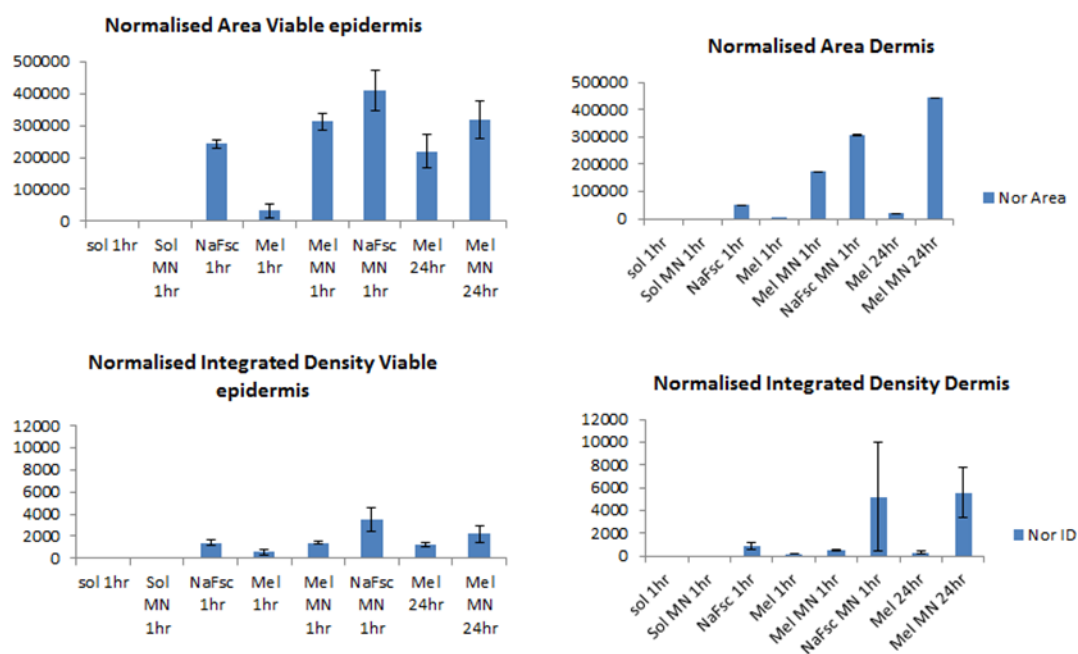 Normalised Area Viable epidermis
500000
400000
300000
200000
100000
0
sol 1hr
Sol MN 1hr
NaFsc 1hr
Mel 1hr
Mel MN 1hr
NaFsc MN 1hr
Mel 24hr
Mel MN 24hr
Normalised Area Dermis
500000
400000
300000
200000
100000
0
sol 1hr
Sol MN 1hr
NaFsc 1hr
Mel 1hr
Mel MN 1hr
NaFsc MN 1hr
Mel 24hr
Mel MN 24hr
Nor Area
Normalised Integrated Density Viable
epidermis
12000
10000
8000
6000
4000
2000
0
sol 1hr
Sol MN 1hr
NaFsc 1hr
Mel 1hr
Mel MN 1hr
NaFsc MN 1hr
Mel 24hr
Mel MN 24hr
Normalised Integrated Density Dermis
12000
10000
8000
6000
4000
2000
0
sol 1hr
Sol MN 1hr
NaFsc 1hr
Mel 1hr
Mel MN 1hr
NaFsc MN 1hr
Mel 24hr
Mel MN 24hr
Nor ID